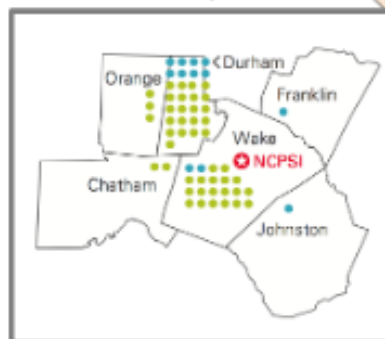 Orange
<Durham
Franklin
Wake
NCPSI
Chatham
Johnston